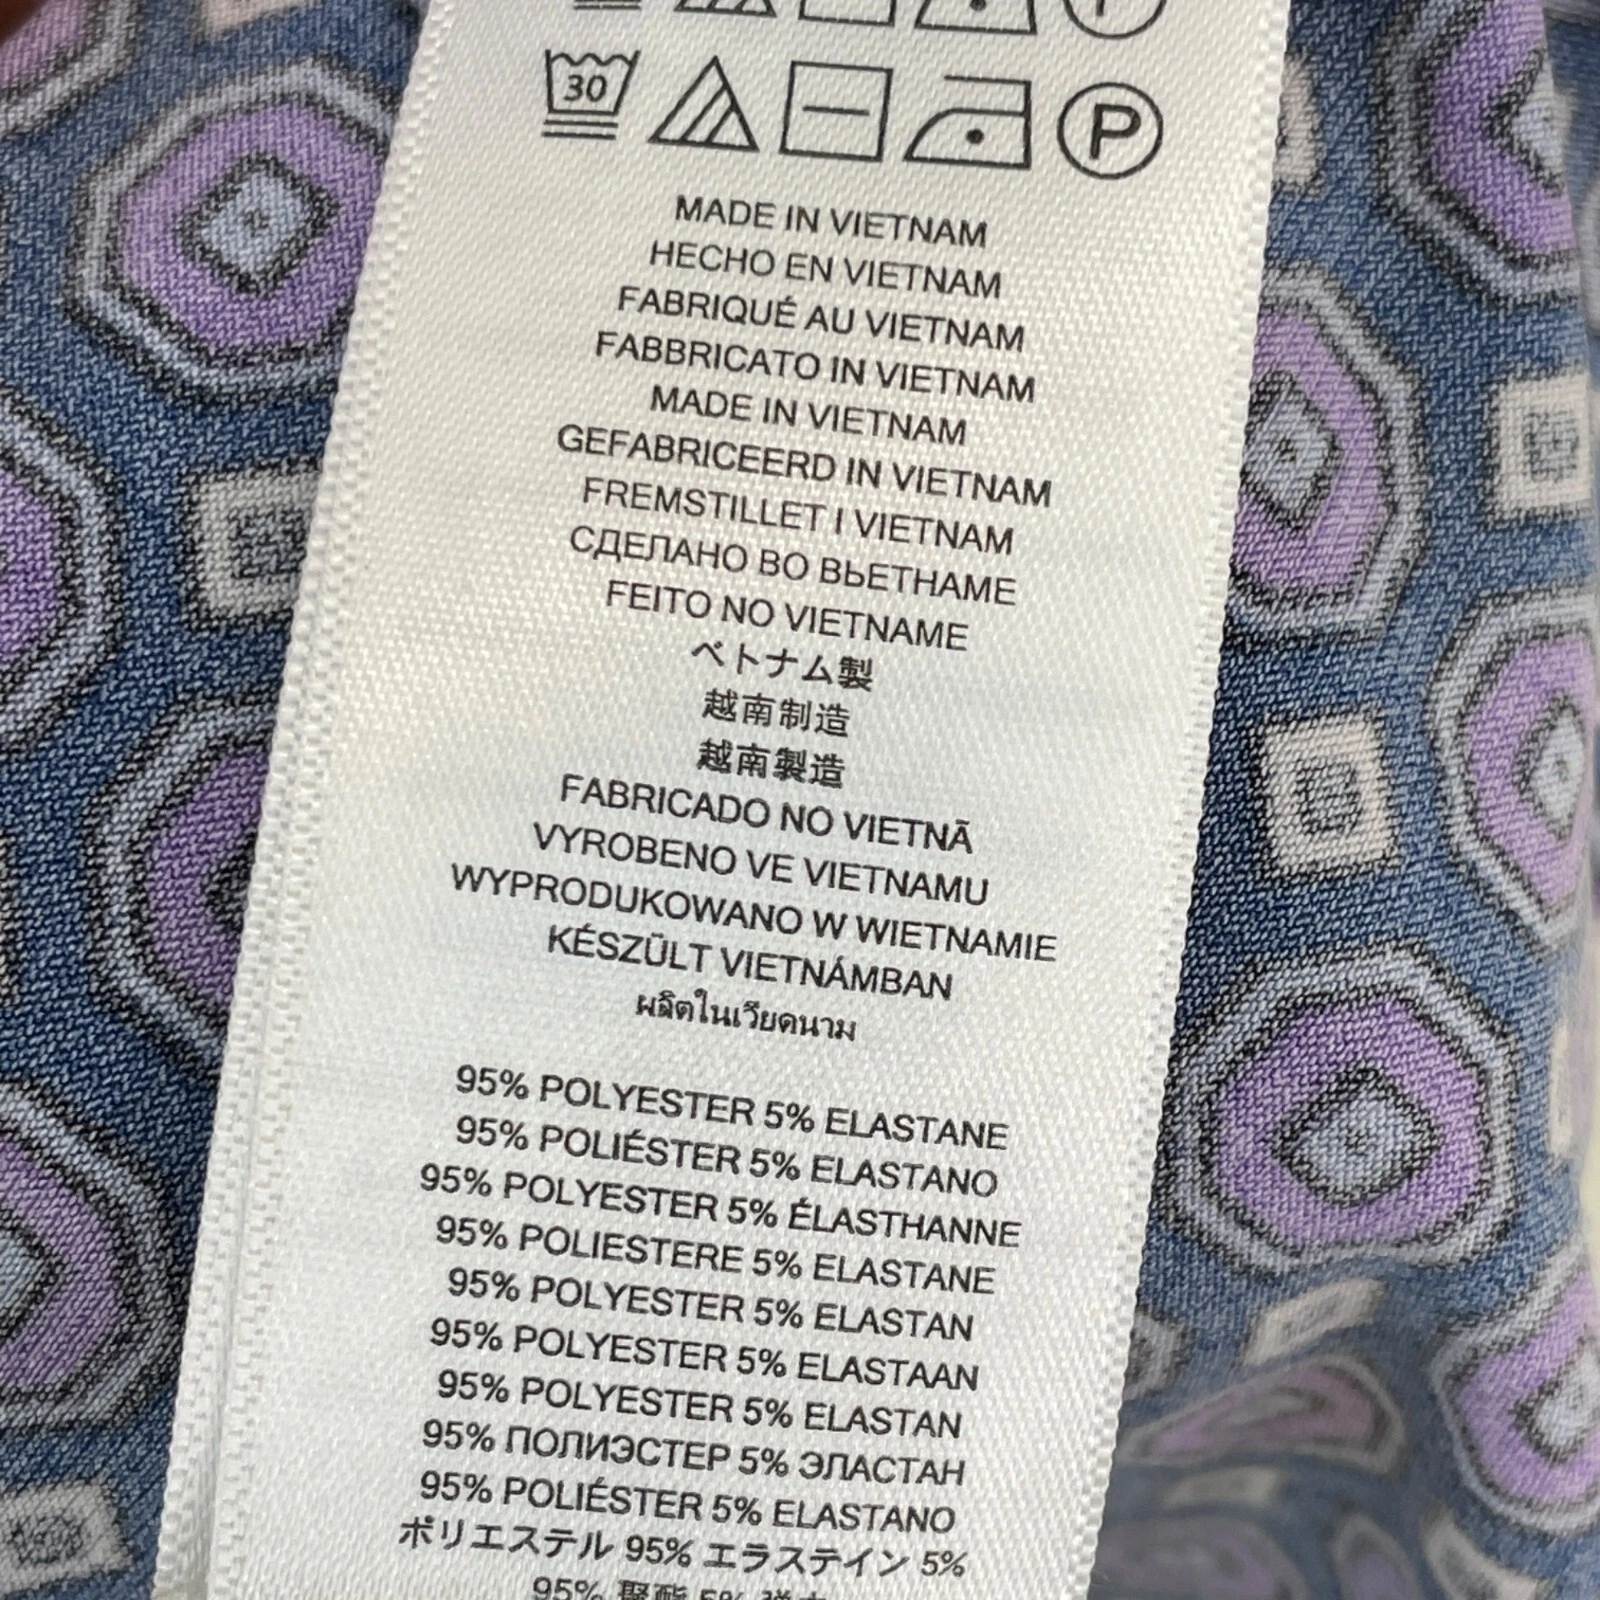 30
P
MADE IN VIETNAM
HECHO EN VIETNAM
FABRIQUÉ AU VIETNAM
FABBRICATO IN VIETNAM
MADE IN VIETNAM
GEFABRICEERD IN VIETNAM
FREMSTILLET I VIETNAM
СДЕЛАНО ВО ВЬЕТНАМЕ
FEITO NO VIETNAME
ベトナム製
越南制造
越南製造
FABRICADO NO VIETNÃ
VYROBENO VE VIETNAMU
WYPRODUKOWANO W WIETNAMIE
KÉSZÜLT VIETNÁMBAN
ผลิตในเวียดนาม
95% POLYESTER 5% ELASTANE
95% POLIÉSTER 5% ELASTANO
95% POLYESTER 5% ÉLASTHANNE
95% POLIESTERE 5% ELASTANE
95% POLYESTER 5% ELASTAN
95% POLYESTER 5% ELASTAAN
95% POLYESTER 5% ELASTAN
95% ПОЛИЭСТЕР 5% ЭЛАСТАН
95% POLIÉSTER 5% ELASTANO
ポリエステル 95% エラステイン 5%
95% 聚酯 5%